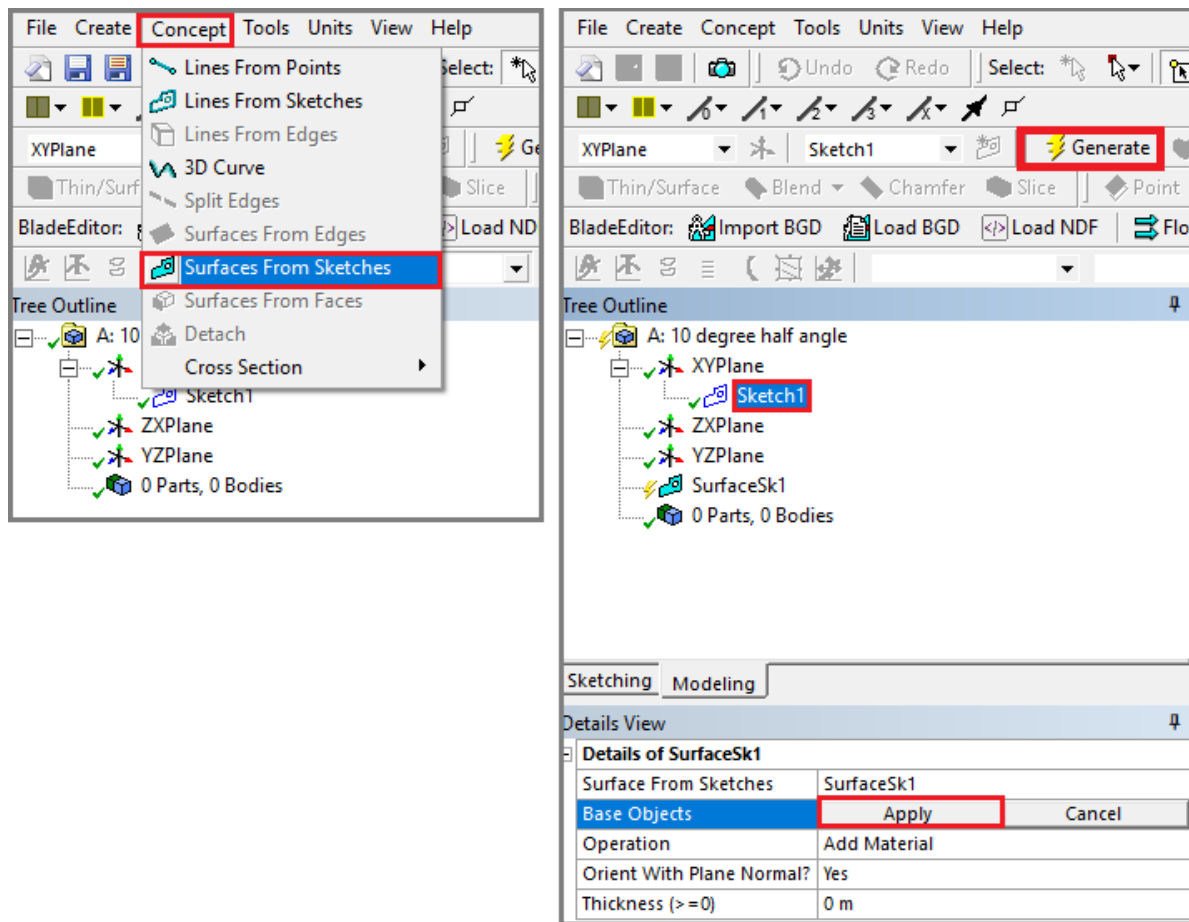 File Create Concept Tools Units View Help
Lines From Points
Select:
Lines From Sketches
Lines From Edges
XYPlane
3D Curve
Thin/Surf
Slice
Split Edges
BladeEditor:
Surfaces From Edges
Load ND
Surfaces From Sketches
Tree Outline
Surfaces From Faces
A: 10
Detach
Cross Section
Sketch1
ZXPlane
YZPlane
0 Parts, 0 Bodies
File Create Concept Tools Units View Help
Undo Redo Select:
XYPlane Sketch1 Generate
Thin/Surface Blend Chamfer Slice Point
BladeEditor: Import BGD Load BGD Load NDF Flo
Tree Outline
A: 10 degree half angle
XYPlane
Sketch1
ZXPlane
YZPlane
SurfaceSk1
0 Parts, 0 Bodies
Sketching Modeling
Details View
Details of SurfaceSk1
Surface From Sketches SurfaceSk1
Base Objects Apply Cancel
Operation Add Material
Orient With Plane Normal? Yes
Thickness (>=0) 0 m